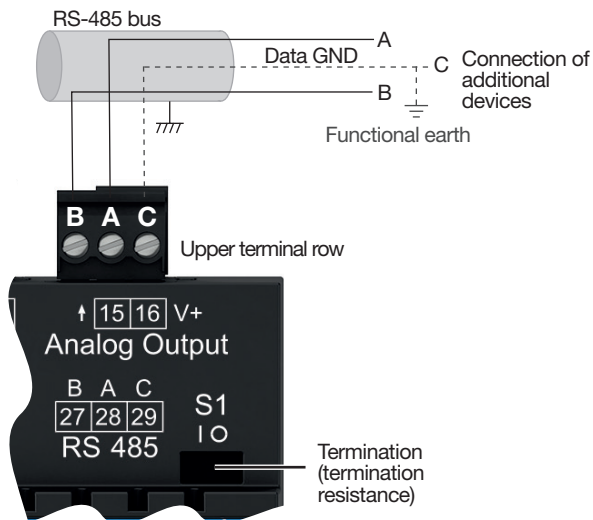 RS-485 bus
A
Data GND
C
Connection of
additional
devices
B
Functional earth
B A C
Upper terminal row
15 16 V+
Analog Output
B A C
27 28 29
S1
I O
RS 485
Termination
(termination
resistance)